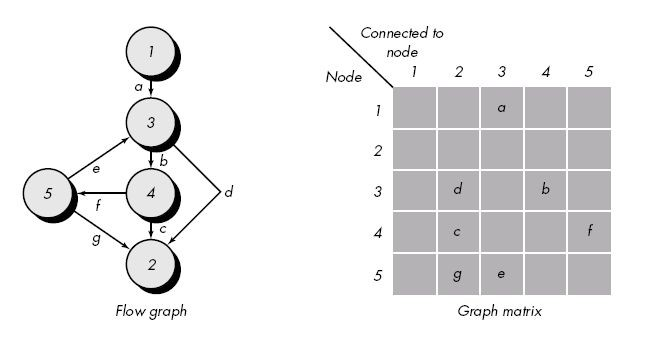 1
a
3
b
e
5
4
d
f
c
g
2
Flow graph
Connected to
node
Node
1 2 3 4 5
1 a
2
3 d b
4 c f
5 g e
Graph matrix